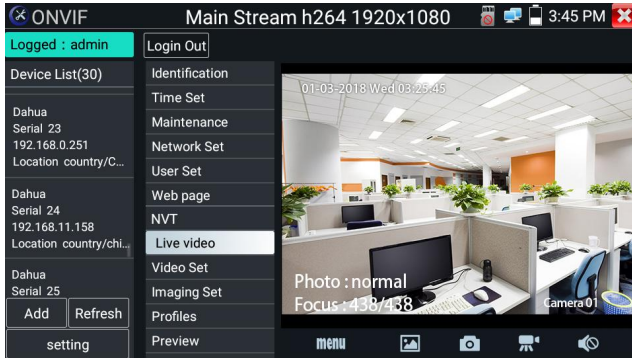 ONVIF
Main Stream h264 1920x1080
3:45 PM
Logged : admin
Login Out
Device List(30)
Dahua
Serial 23
192.168.0.251
Location country/C...
Dahua
Serial 24
192.168.11.158
Location country/chi...
Dahua
Serial 25
Add
Refresh
setting
Identification
Time Set
Maintenance
Network Set
User Set
Web page
NVT
Live video
Video Set
Imaging Set
Profiles
Preview
01-03-2018 Wed 03:25:45
Photo : normal
Focus : 438/438
Camera 01
menu